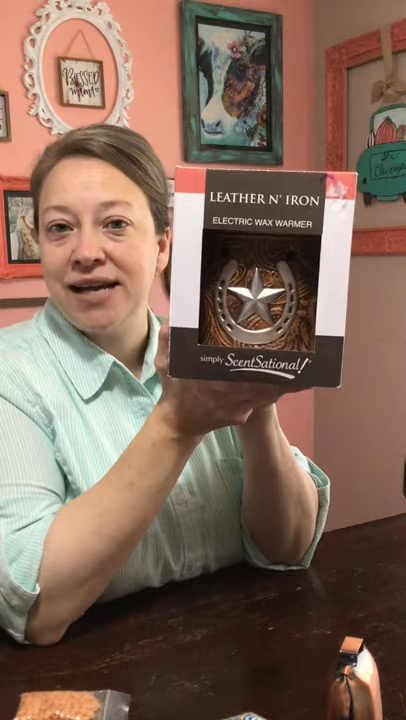 BLESSED
mama
LEATHER N' IRON
ELECTRIC WAX WARMER
simply ScentSational!